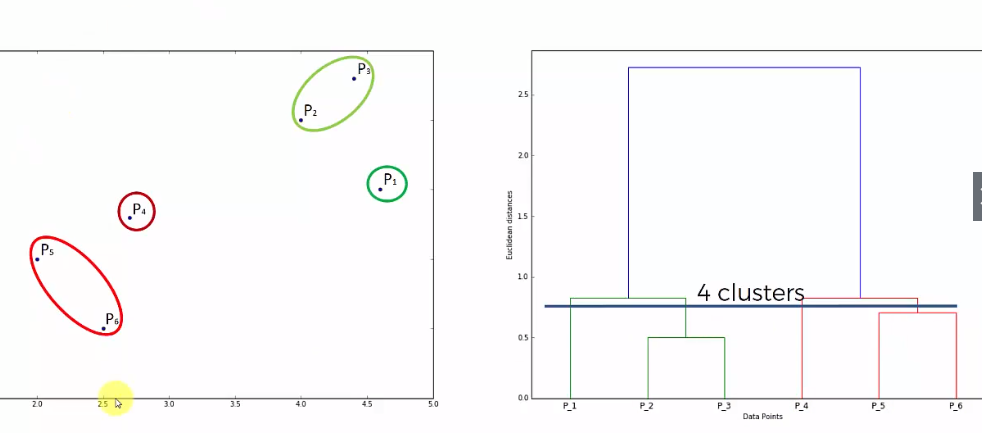 P3
P2
P1
P4
P5
P6
2.0 2.5 3.0 3.5 4.0 4.5 5.0
2.5
2.0
1.5
1.0
0.5
0.0
Euclidean distances
4 clusters
P_1 P_2 P_3 P_4 P_5 P_6
Data Points